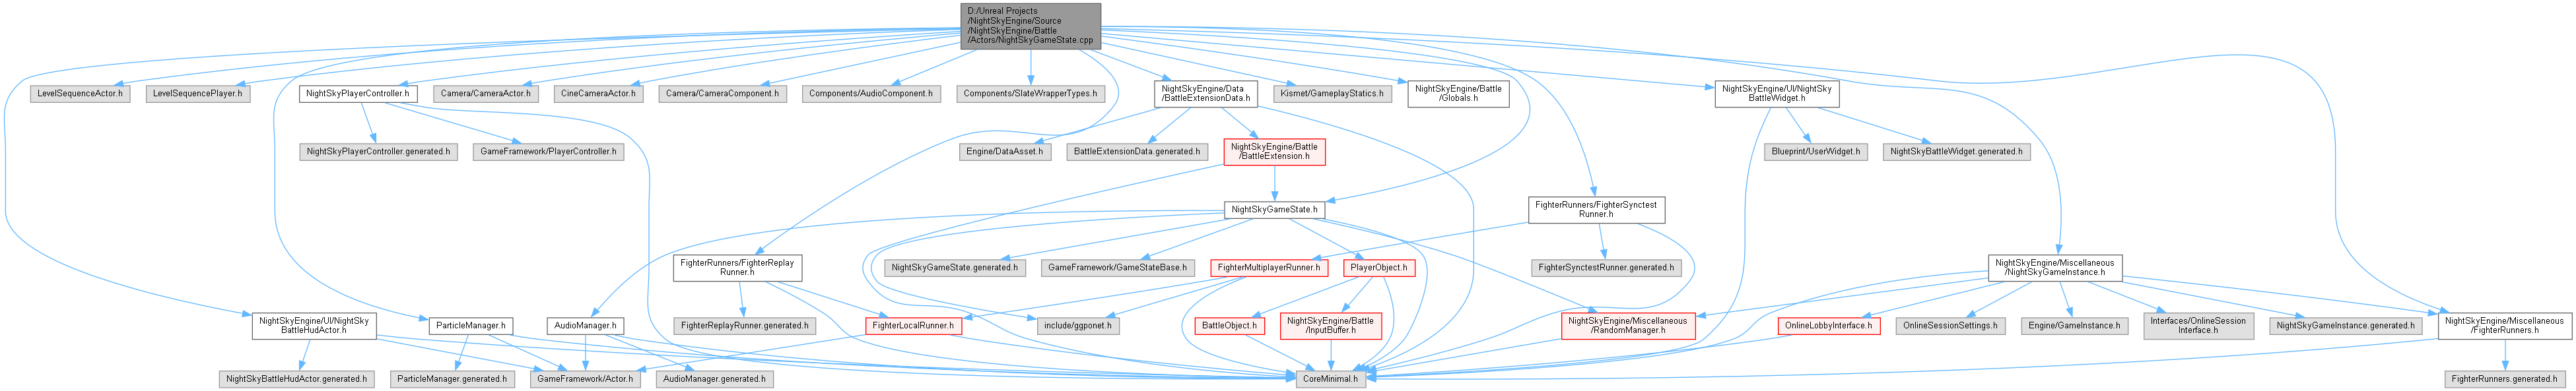 D:/Unreal Projects
/NightSkyEngine/Source
/NightSkyEngine/Battle
/Actors/NightSkyGameState.cpp
LevelSequenceActor.h
LevelSequencePlayer.h
NightSkyPlayerController.h
Camera/CameraActor.h
CineCameraActor.h
Camera/CameraComponent.h
Components/AudioComponent.h
Components/SlateWrapperTypes.h
NightSkyEngine/Data
/BattleExtensionData.h
Kismet/GameplayStatics.h
NightSkyEngine/Battle
/Globals.h
NightSkyEngine/UI/NightSky
BattleWidget.h
NightSkyPlayerController.generated.h
GameFramework/PlayerController.h
Engine/DataAsset.h
BattleExtensionData.generated.h
NightSkyEngine/Battle
/BattleExtension.h
Blueprint/UserWidget.h
NightSkyBattleWidget.generated.h
NightSkyGameState.h
FighterRunners/FighterSynctest
Runner.h
FighterRunners/FighterReplay
Runner.h
NightSkyGameState.generated.h
GameFramework/GameStateBase.h
FighterMultiplayerRunner.h
PlayerObject.h
FighterSynctestRunner.generated.h
NightSkyEngine/Miscellaneous
/NightSkyGameInstance.h
NightSkyEngine/UI/NightSky
BattleHudActor.h
ParticleManager.h
AudioManager.h
FighterReplayRunner.generated.h
FighterLocalRunner.h
include/ggponet.h
BattleObject.h
NightSkyEngine/Battle
/InputBuffer.h
NightSkyEngine/Miscellaneous
/RandomManager.h
OnlineLobbyInterface.h
OnlineSessionSettings.h
Engine/GameInstance.h
Interfaces/OnlineSession
Interface.h
NightSkyGameInstance.generated.h
NightSkyEngine/Miscellaneous
/FighterRunners.h
NightSkyBattleHudActor.generated.h
ParticleManager.generated.h
GameFramework/Actor.h
AudioManager.generated.h
CoreMinimal.h
FighterRunners.generated.h